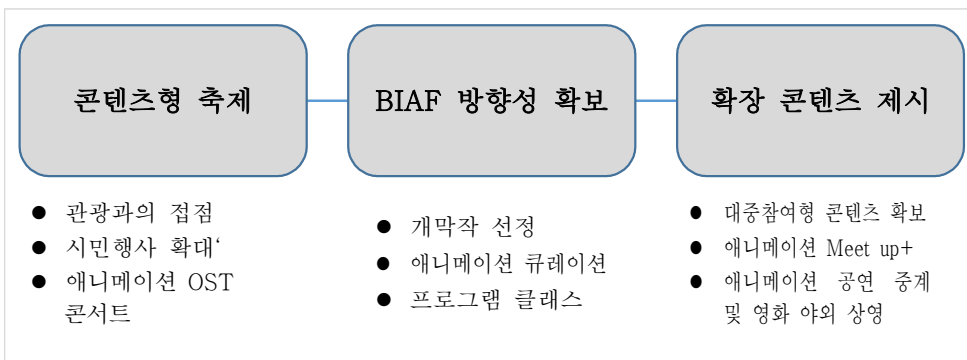 콘텐츠형 축제
BIAF 방향성 확보
확장 콘텐츠 제시
● 관광과의 접점
● 시민행사 확대‘
● 애니메이션 OST
콘서트
● 개막작 선정
● 애니메이션 큐레이션
● 프로그램 클래스
● 대중참여형 콘텐츠 확보
● 애니메이션 Meet up+
● 애니메이션 공연 중계
및 영화 야외 상영